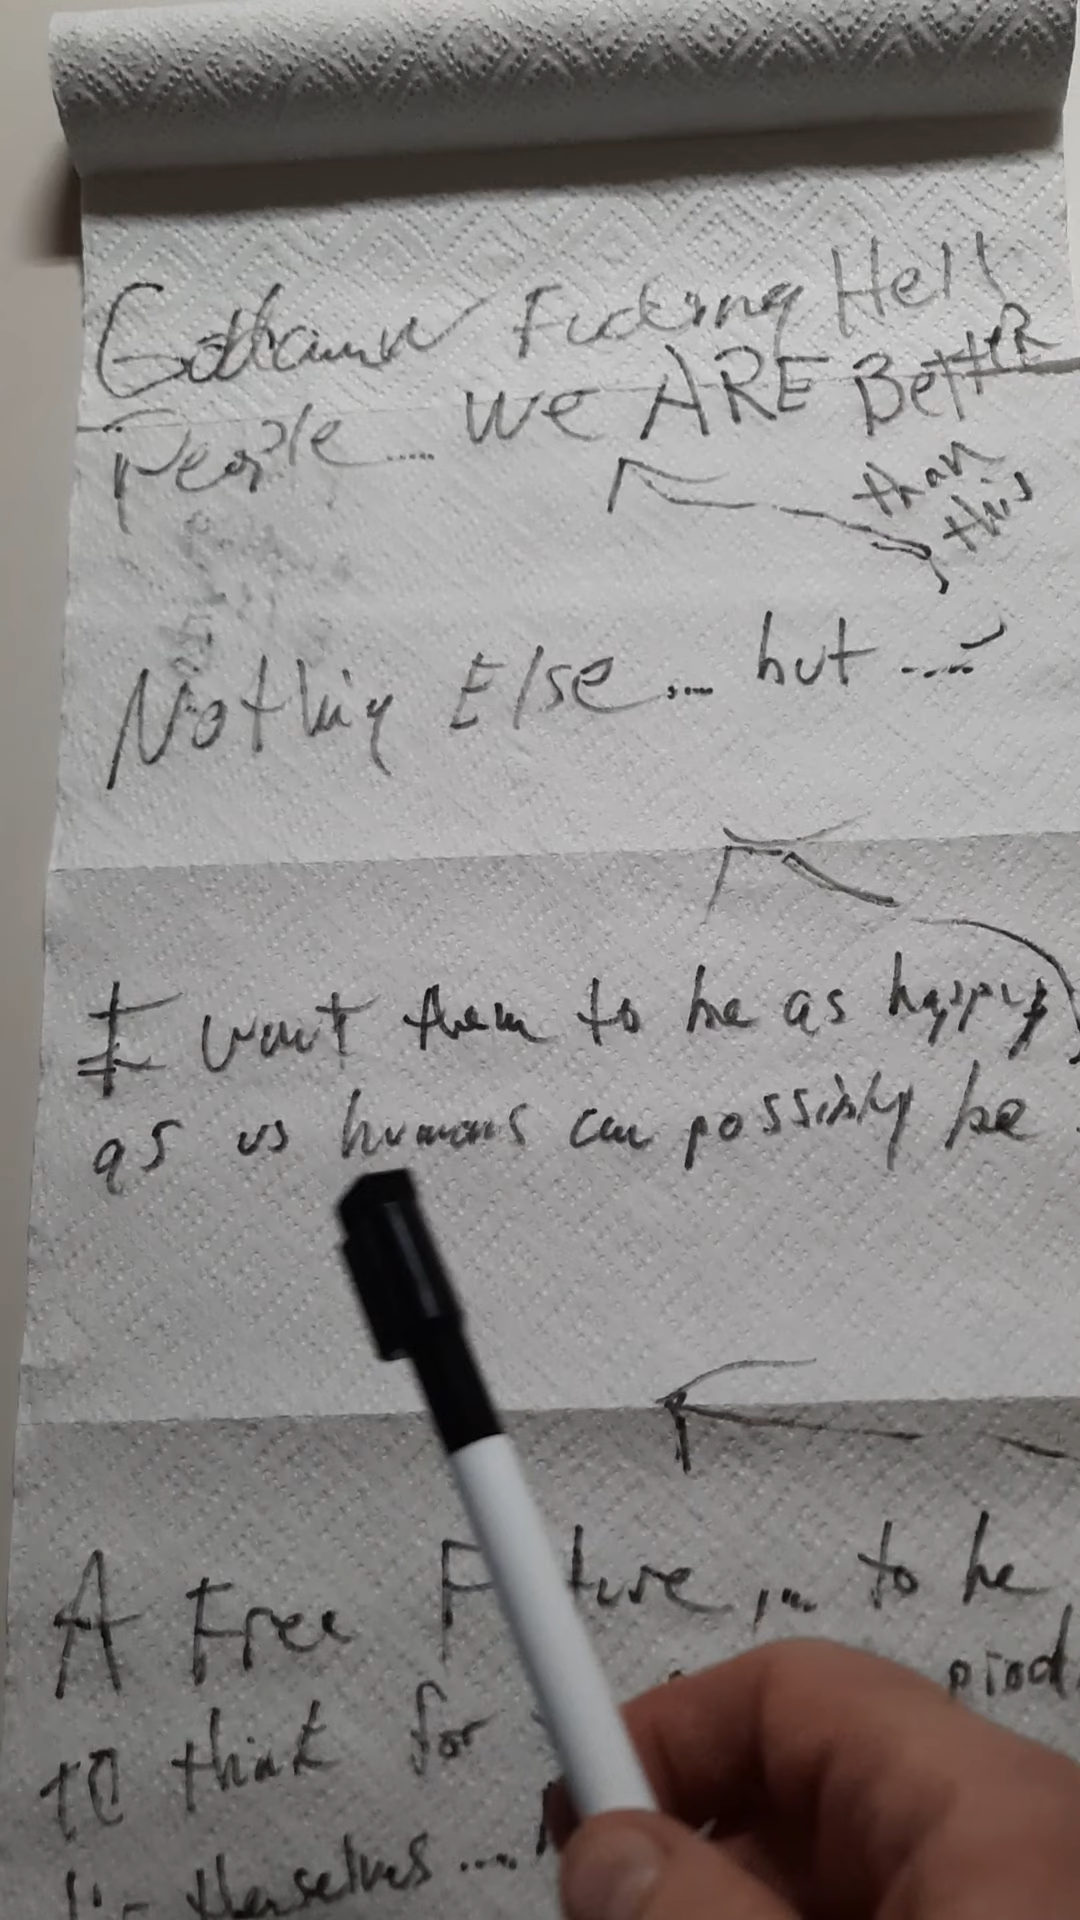 Goddamn Fucking Hell
People.... we ARE BetteR
than
this
Nothing Else.... but ....
I want them to be as happy
as us humans can possibly be
A Free Future .... to be
to think for
themselves ....